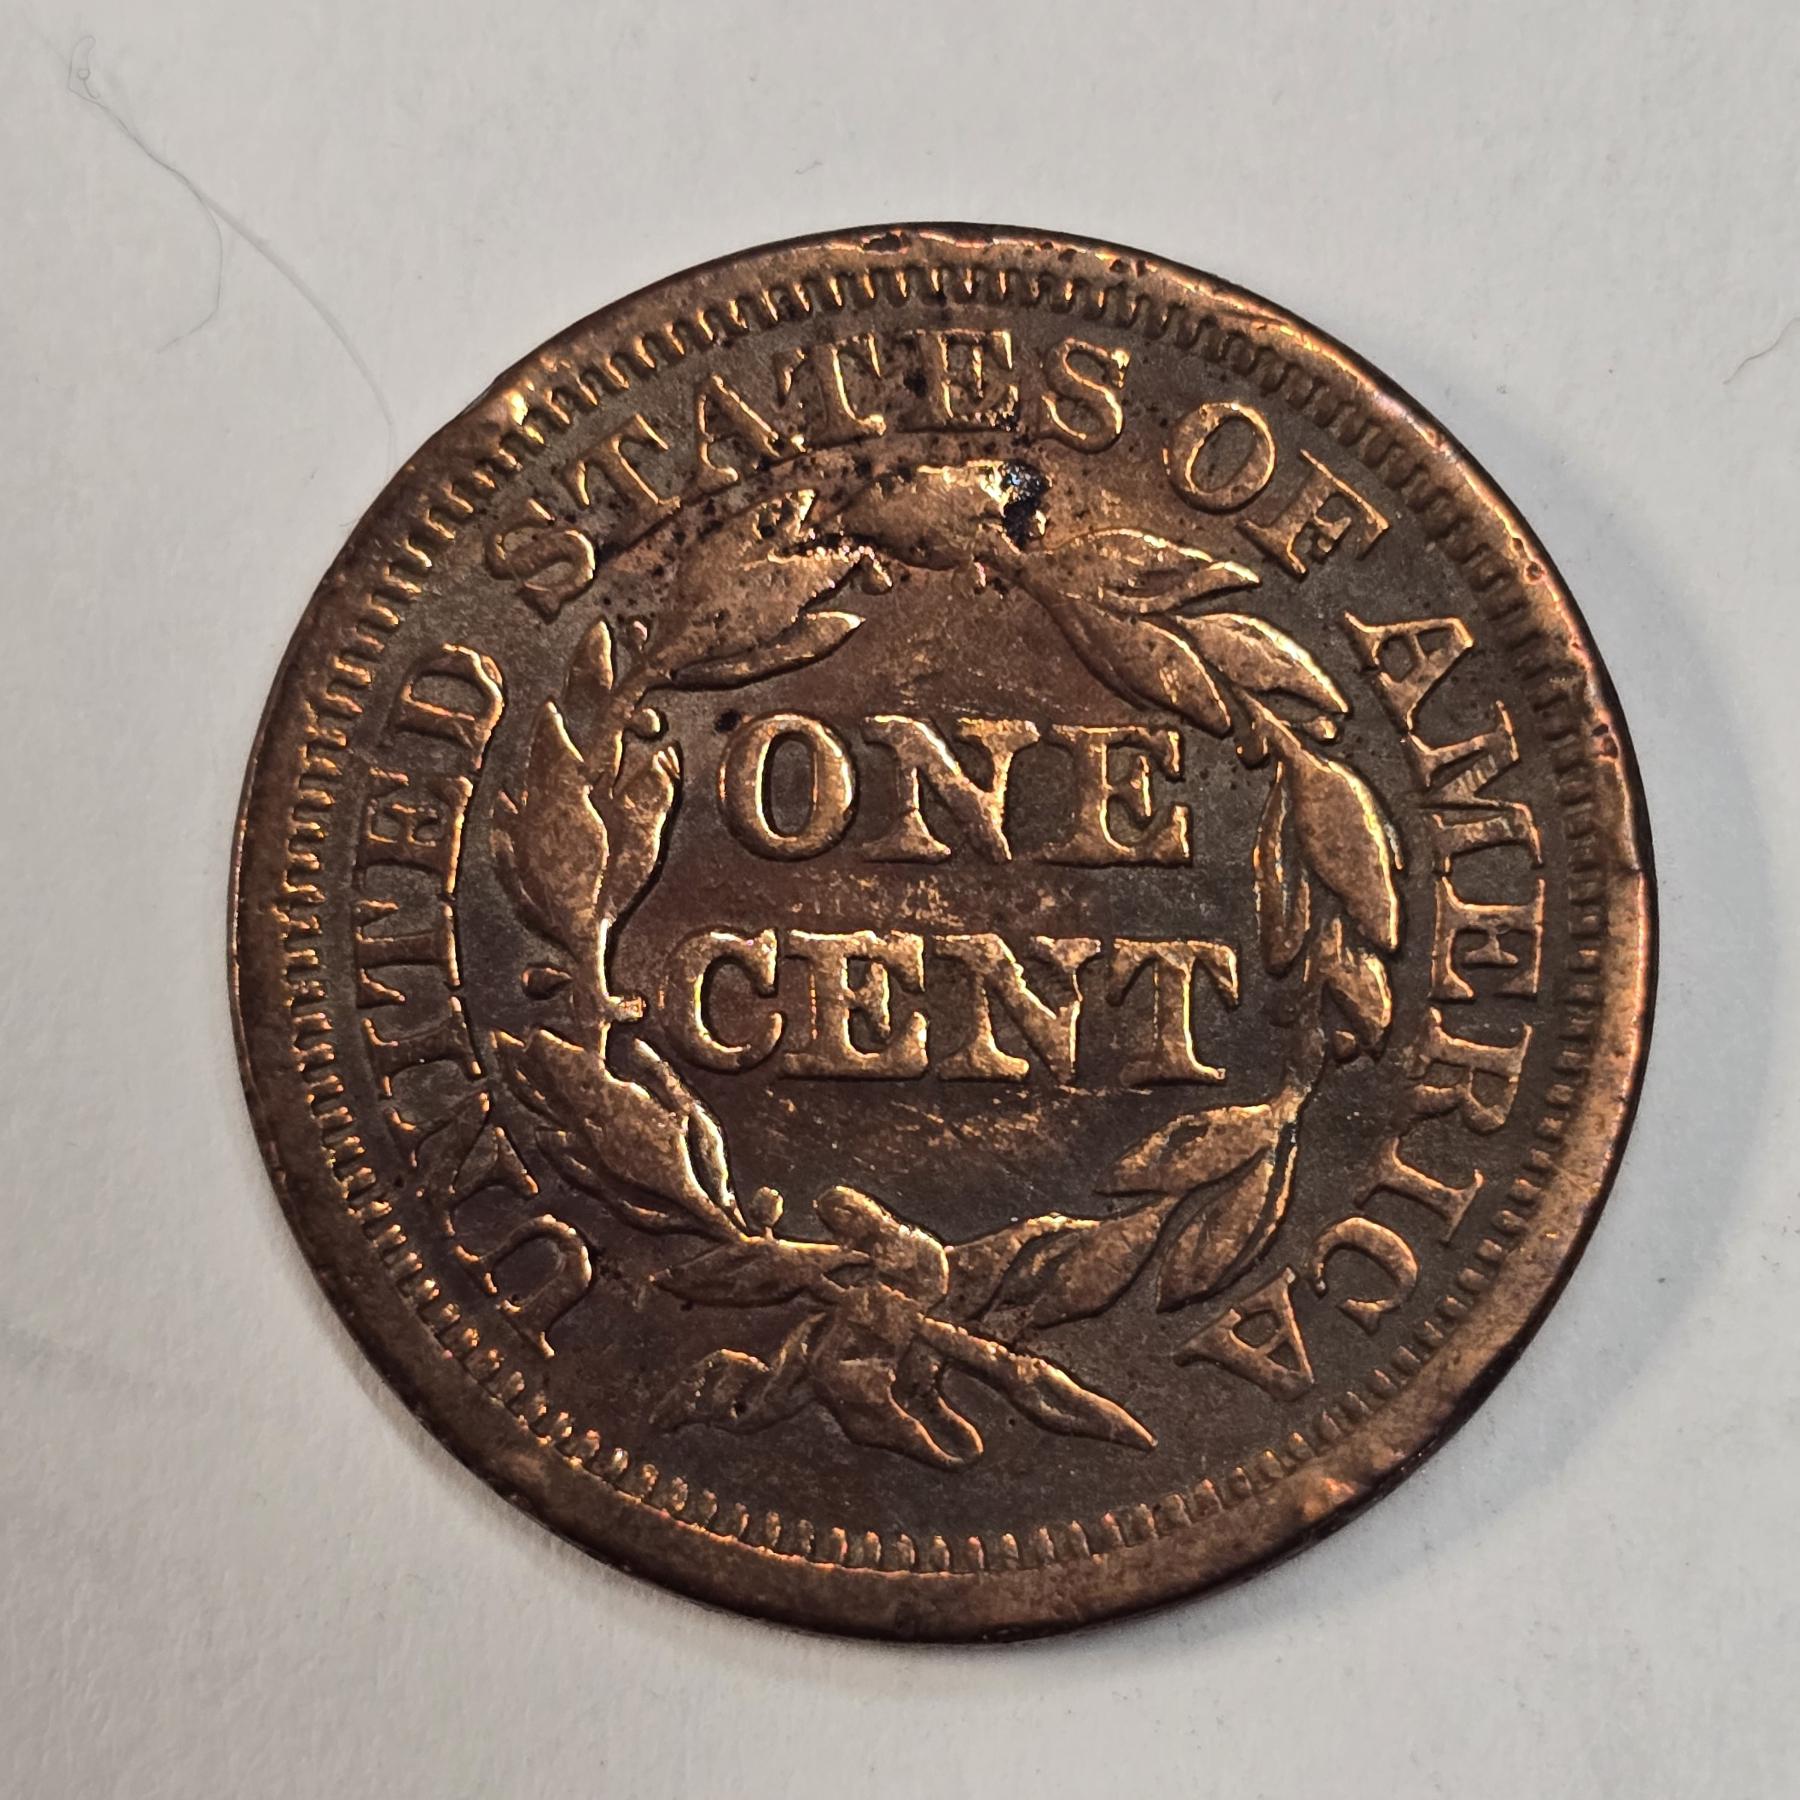 UNITED STATES OF AMERICA
ONE
CENT